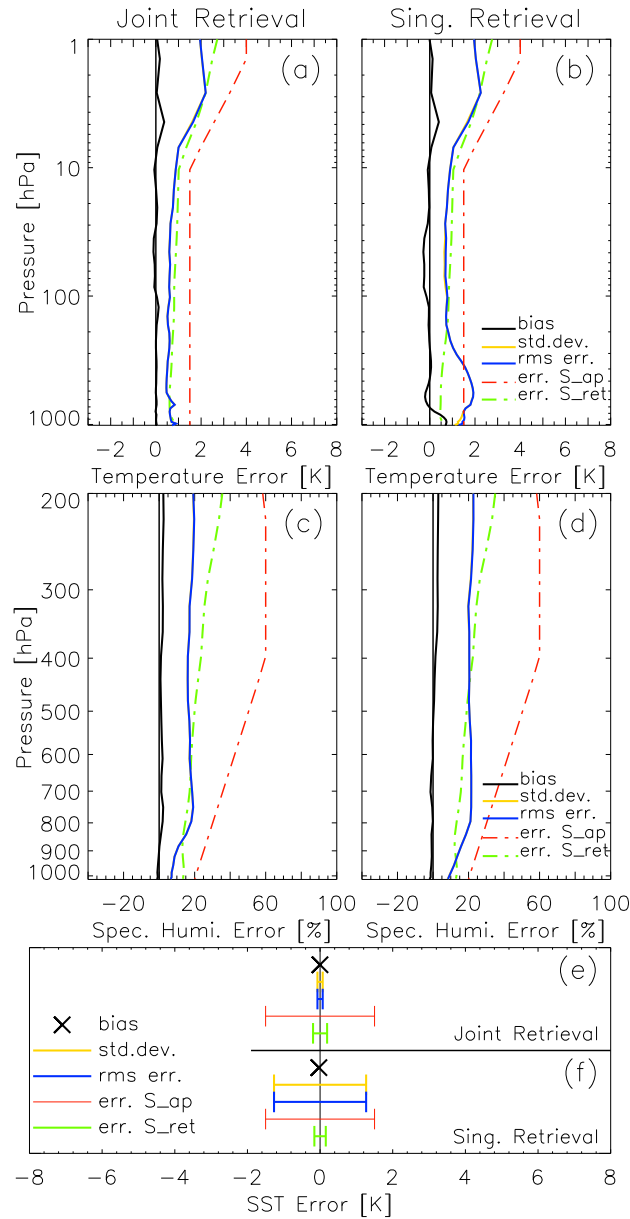 Joint Retrieval
Sing. Retrieval
1
(a)
(b)
10
100
1000
Pressure [hPa]
bias
std.dev.
rms err.
err. S_ap
err. S_ret
−2 0 2 4 6 8
−2 0 2 4 6 8
Temperature Error [K]
Temperature Error [K]
200
(c)
(d)
300
400
500
600
700
800
900
1000
Pressure [hPa]
bias
std.dev.
rms err.
err. S_ap
err. S_ret
−20 20 60 100
−20 20 60 100
Spec. Humi. Error [%]
Spec. Humi. Error [%]
(e)
bias
Joint Retrieval
std.dev.
(f)
rms err.
err. S_ap
err. S_ret
Sing. Retrieval
−8 −6 −4 −2 0 2 4 6 8
SST Error [K]